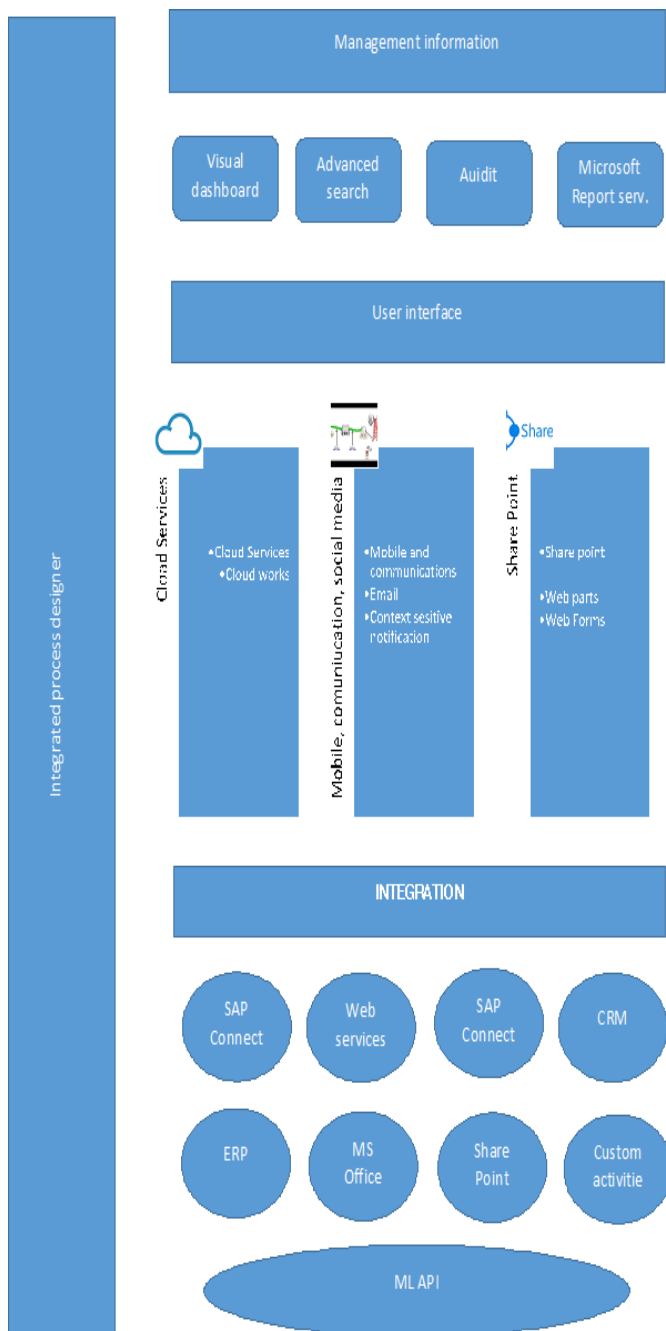 Management information
Visual
dashboard
Advanced
search
Auidit
Microsoft
Report serv.
User interface
Integrated process designer
Share
Cloud Services
•Cloud Services
•Cloud works
Mobile, comuniucation, social media
•Mobile and
communications
•Email
•Context sesitive
notification
Share Point
•Share point
•Web parts
•Web Forms
INTEGRATION
SAP
Connect
Web
services
SAP
Connect
CRM
ERP
MS
Office
Share
Point
Custom
activitie
ML API